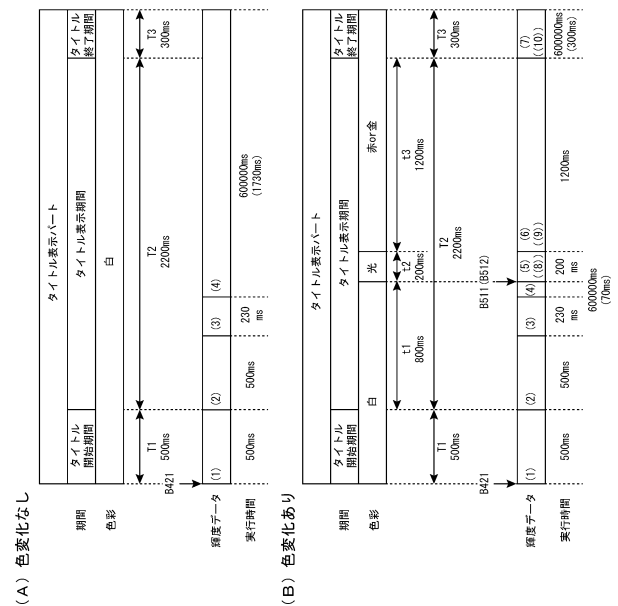 (A) 色変化なし
タイトル表示パート
期間
タイトル
開始期間
タイトル表示期間
タイトル
終了期間
色彩
白
T1
500ms
T2
2200ms
T3
300ms
B421
輝度データ
(1)
(2)
(3)
(4)
実行時間
500ms
500ms
230
ms
600000ms
(1730ms)
(B) 色変化あり
タイトル表示パート
期間
タイトル
開始期間
タイトル表示期間
タイトル
終了期間
色彩
白
光
赤or金
t1
800ms
t2
200ms
t3
1200ms
T1
500ms
T2
2200ms
T3
300ms
B421
B511(B512)
輝度データ
(1)
(2)
(3)
(4)
(5)
((8))
(6)
((9))
(7)
((10))
実行時間
500ms
500ms
230
ms
600000ms
(70ms)
200
ms
1200ms
600000ms
(300ms)